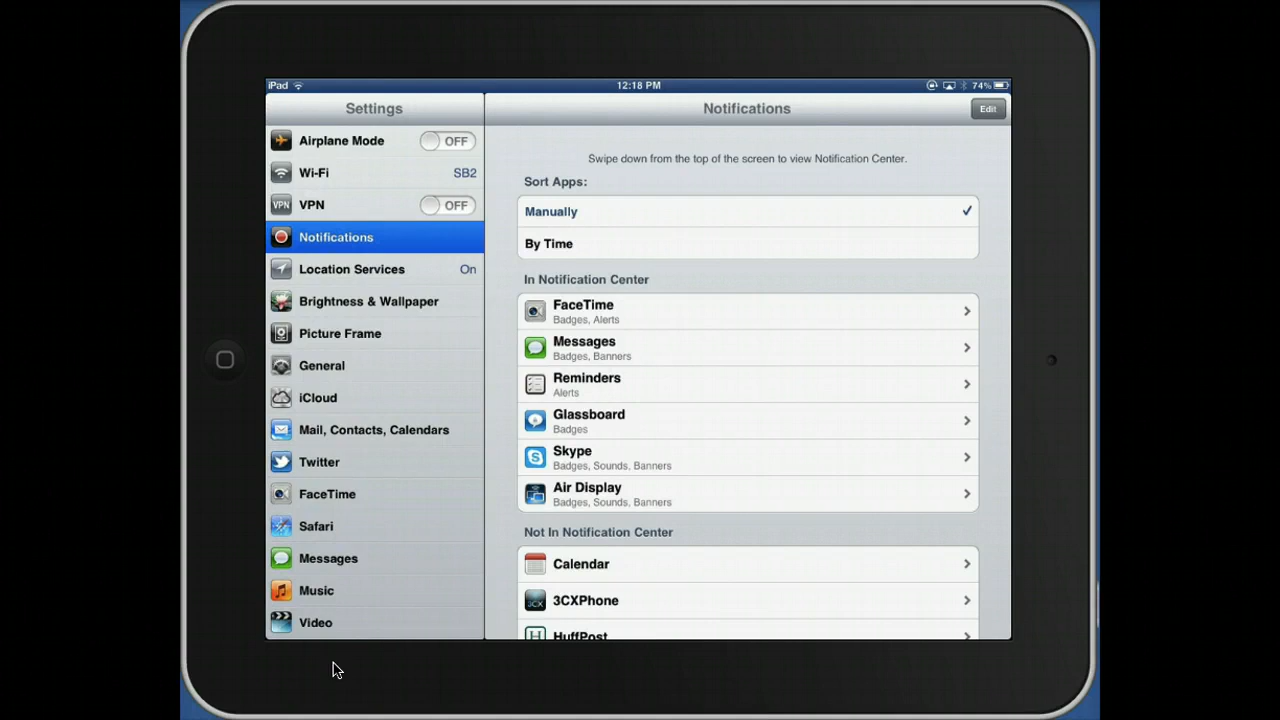 iPad 12:18 PM 74%
Settings
Airplane Mode OFF
Wi-Fi SB2
VPN VPN OFF
Notifications
Location Services On
Brightness & Wallpaper
Picture Frame
General
iCloud
Mail, Contacts, Calendars
Twitter
FaceTime
Safari
Messages
Music
Video
Notifications Edit
Swipe down from the top of the screen to view Notification Center.
Sort Apps:
Manually
By Time
In Notification Center
FaceTime
Badges, Alerts
Messages
Badges, Banners
Reminders
Alerts
Glassboard
Badges
Skype
Badges, Sounds, Banners
Air Display
Badges, Sounds, Banners
Not In Notification Center
Calendar
3CX 3CXPhone
H HuffPost